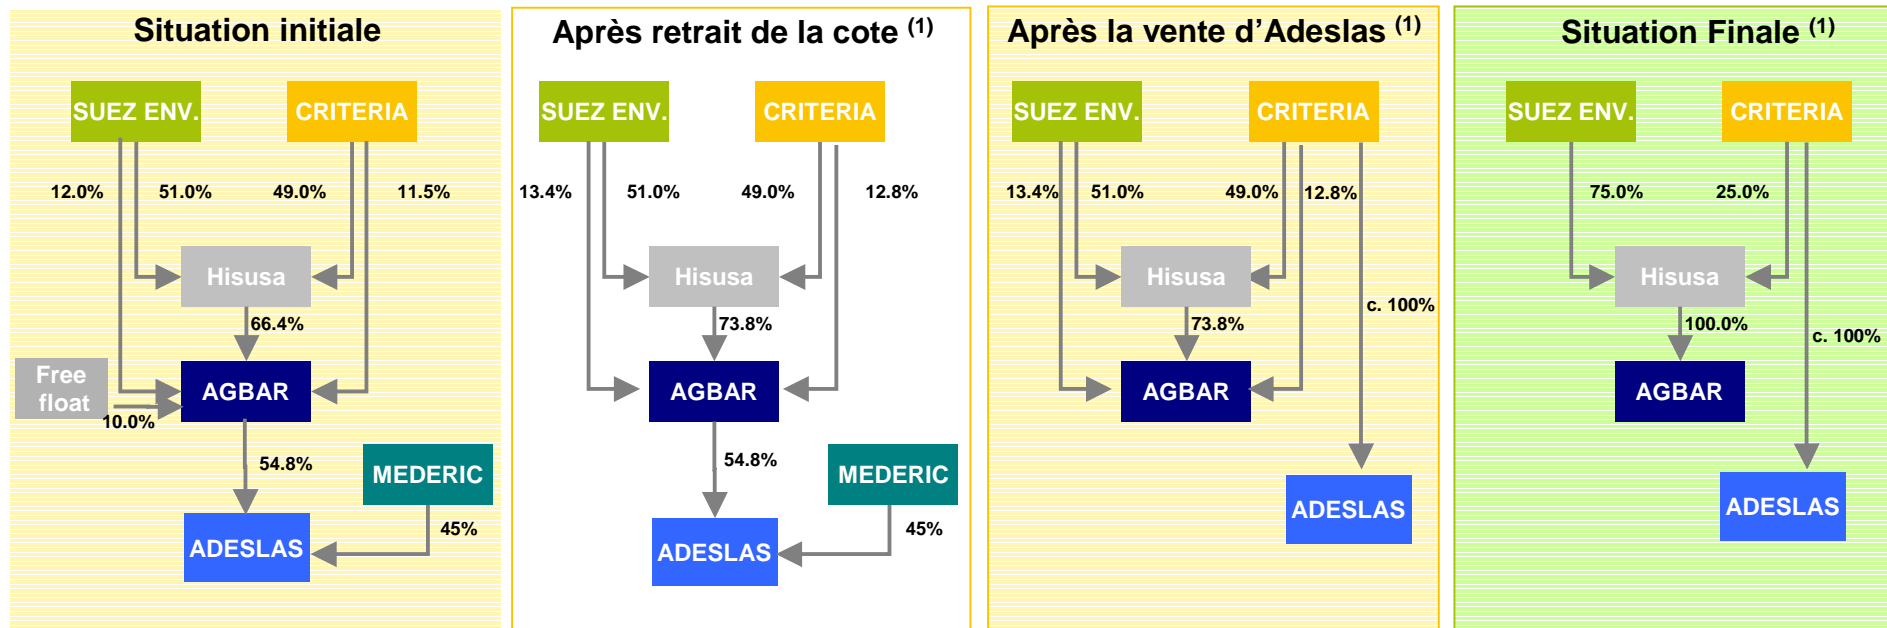 Situation initiale
SUEZ ENV.
CRITERIA
12.0%
51.0%
49.0%
11.5%
Hisusa
66.4%
Free
float
AGBAR
10.0%
54.8%
MEDERIC
45%
ADESLAS
Après retrait de la cote (1)
SUEZ ENV.
CRITERIA
13.4%
51.0%
49.0%
12.8%
Hisusa
73.8%
AGBAR
54.8%
MEDERIC
45%
ADESLAS
Après la vente d’Adeslas (1)
SUEZ ENV.
CRITERIA
13.4%
51.0%
49.0%
12.8%
Hisusa
c. 100%
73.8%
AGBAR
ADESLAS
Situation Finale (1)
SUEZ ENV.
CRITERIA
75.0%
25.0%
Hisusa
100.0%
c. 100%
AGBAR
ADESLAS